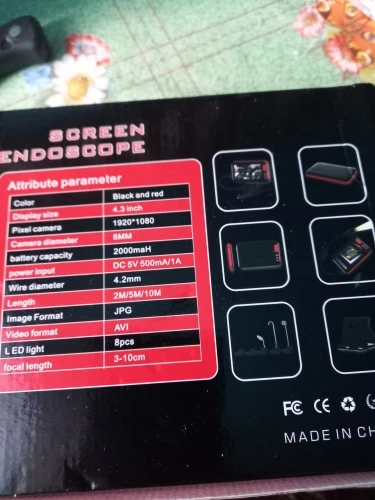 SCREEN
ENDOSCOPE
Attribute parameter
Color Black and red
Display size 4.3 inch
Pixel camera 1920*1080
Camera diameter 8MM
battery capacity 2000maH
power input DC 5V 500mA/1A
Wire diameter 4.2mm
Length 2M/5M/10M
Image Format JPG
Video format AVI
LED light 8pcs
focal length 3-10cm
FC CE
MADE IN CH